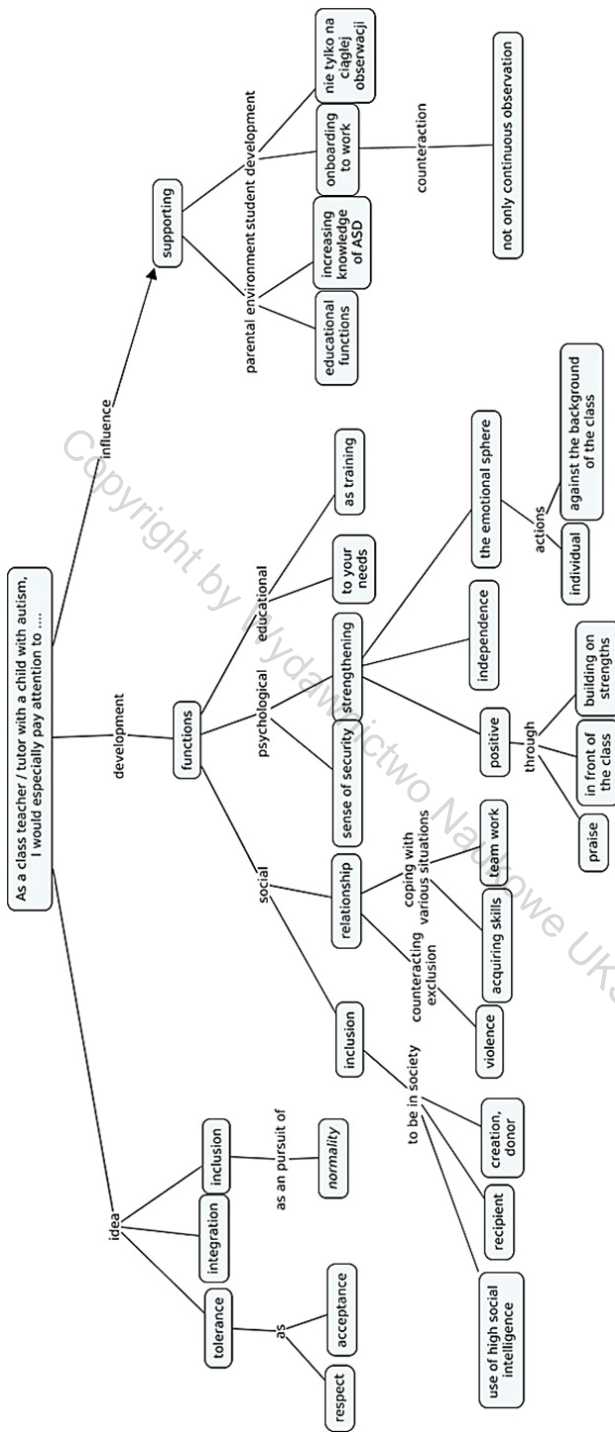 As a class teacher / tutor with a child with autism,
I would especially pay attention to ....
idea
development
influence
tolerance
integration
inclusion
as
respect
acceptance
as an pursuit of
normality
functions
social
psychological
educational
inclusion
relationship
sense of security
strengthening
to your
needs
as training
to be in society
use of high social
intelligence
recipient
creation,
donor
counteracting
exclusion
violence
coping with
various situations
acquiring skills
team work
positive
independence
the emotional sphere
through
praise
in front of
the class
building on
strengths
actions
individual
against the background
of the class
supporting
parental environment
student development
educational
functions
increasing
knowledge
of ASD
onboarding
to work
nie tylko na
ciągłej
obserwacji
counteraction
not only continuous observation
Copyright by Wydawnictwo Naukowe UKS